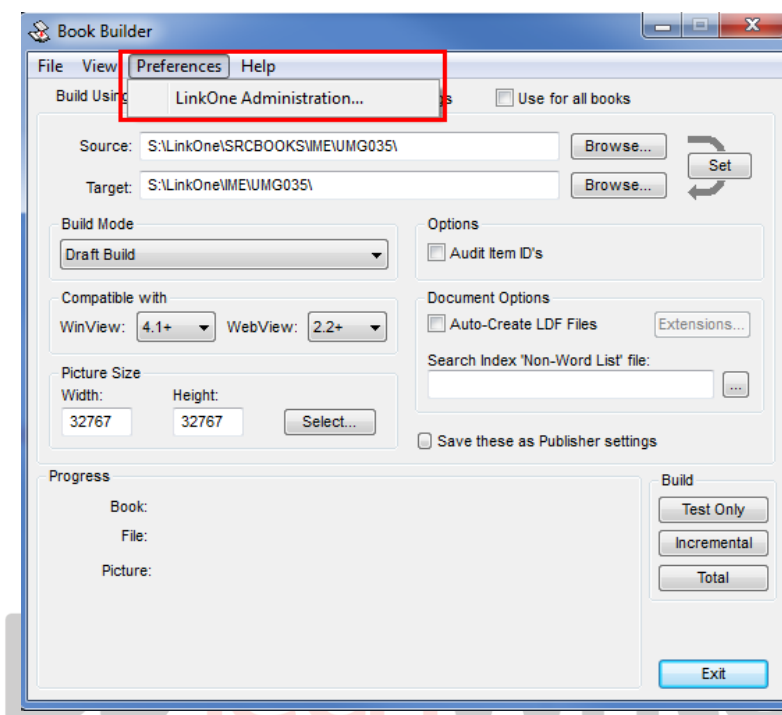 Book Builder
File View Preferences Help
LinkOne Administration...
Build Using
Use for all books
Source: S:\LinkOne\SRCBOOKS\IME\UMG035\ Browse...
Set
Target: S:\LinkOne\IME\UMG035\ Browse...
Build Mode
Draft Build
Options
Audit Item ID's
Compatible with
WinView: 4.1+ WebView: 2.2+
Document Options
Auto-Create LDF Files Extensions...
Search Index 'Non-Word List' file:
...
Picture Size
Width: Height:
32767 32767 Select...
Save these as Publisher settings
Progress
Book:
File:
Picture:
Build
Test Only
Incremental
Total
Exit